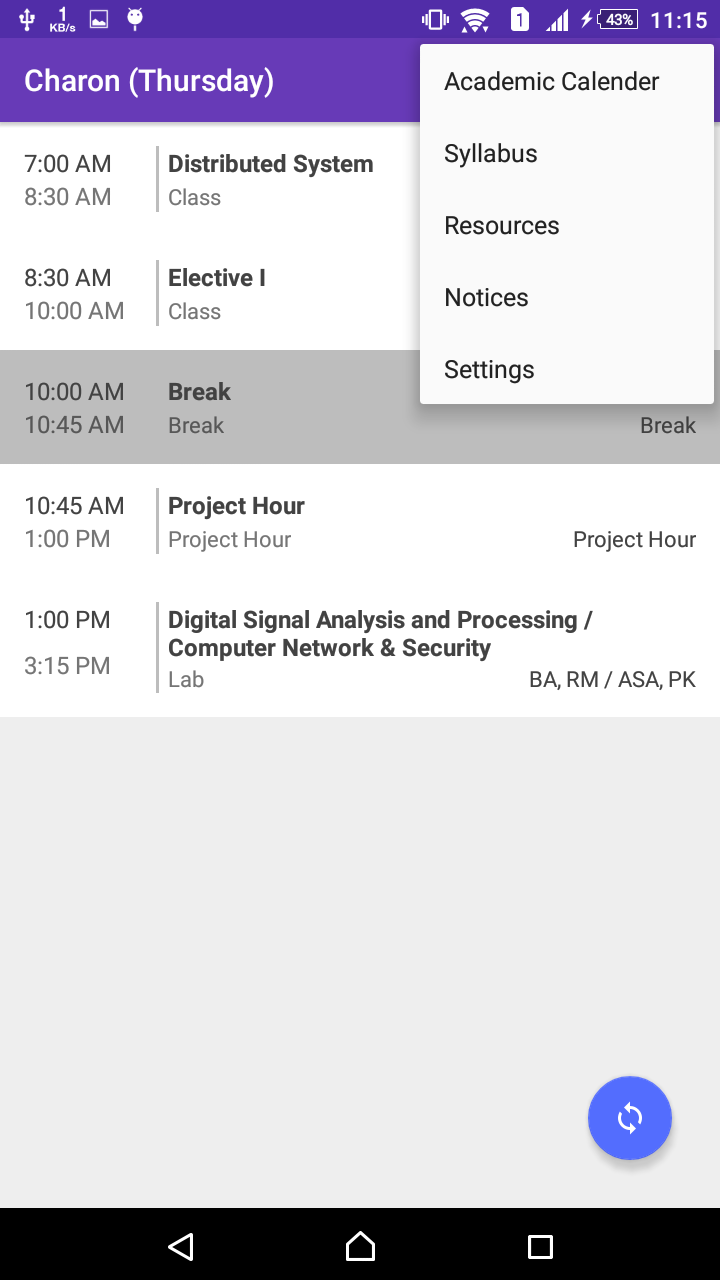 1
KB/s
1
43%
11:15
Charon (Thursday)
Academic Calender
Syllabus
Resources
Notices
Settings
7:00 AM
8:30 AM
Distributed System
Class
8:30 AM
10:00 AM
Elective I
Class
10:00 AM
10:45 AM
Break
Break
Break
10:45 AM
1:00 PM
Project Hour
Project Hour
Project Hour
1:00 PM
3:15 PM
Digital Signal Analysis and Processing /
Computer Network & Security
Lab
BA, RM / ASA, PK